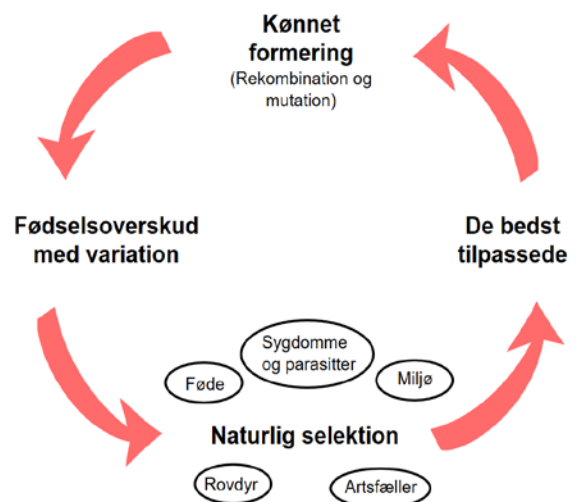 Kønnet
formering
(Rekombination og
mutation)
Fødselsoverskud
med variation
De bedst
tilpassede
Sygdomme
og parasitter
Føde
Miljø
Naturlig selektion
Rovdyr
Artsfæller